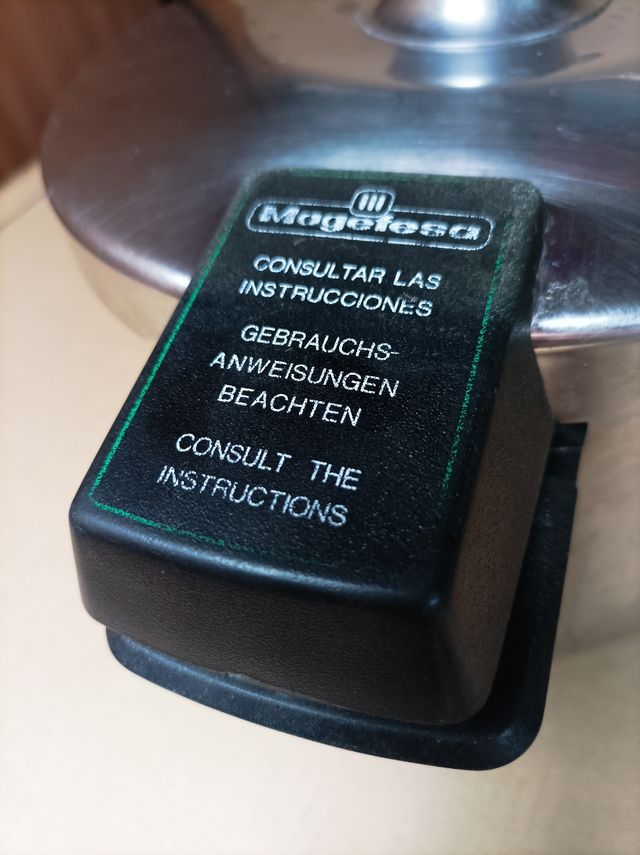 Magefesa
CONSULTAR LAS
INSTRUCCIONES
GEBRAUCHS-
ANWEISUNGEN
BEACHTEN
CONSULT THE
INSTRUCTIONS